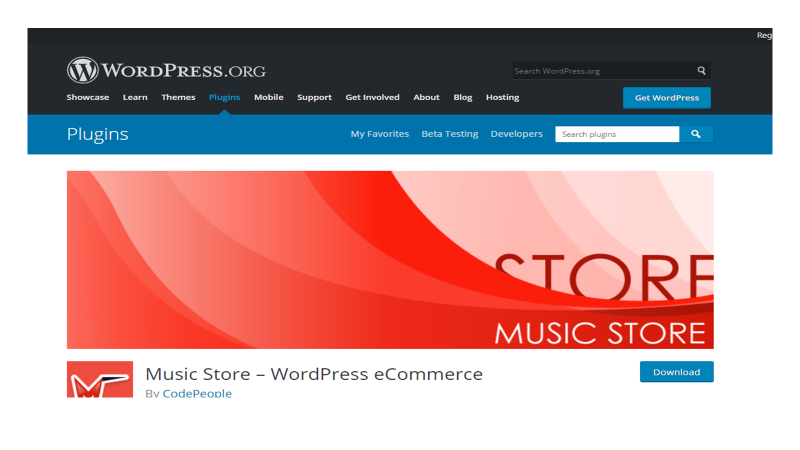 Reg
WORDPRESS.ORG
Search WordPress.org
Showcase Learn Themes Plugins Mobile Support Get Involved About Blog Hosting Get WordPress
Plugins My Favorites Beta Testing Developers Search plugins
STORE
MUSIC STORE
Music Store – WordPress eCommerce Download
By CodePeople